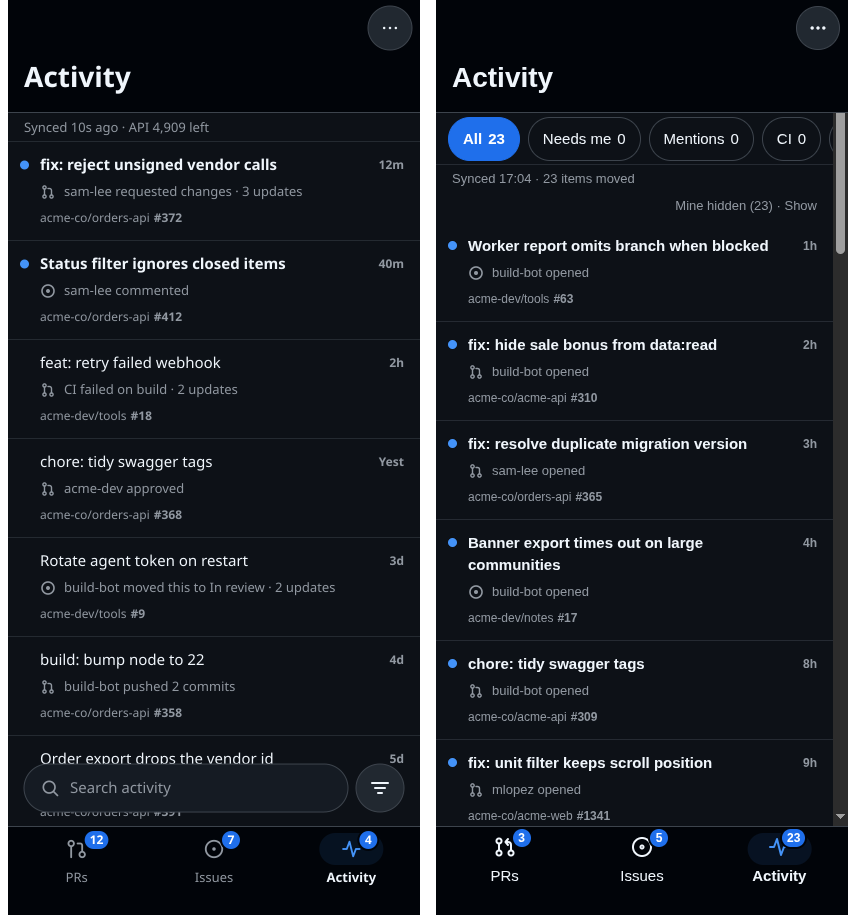 Activity
Synced 10s ago · API 4,909 left
fix: reject unsigned vendor calls 12m
sam-lee requested changes · 3 updates
acme-co/orders-api #372
Status filter ignores closed items 40m
sam-lee commented
acme-co/orders-api #412
feat: retry failed webhook 2h
CI failed on build · 2 updates
acme-dev/tools #18
chore: tidy swagger tags Yest
acme-dev approved
acme-co/orders-api #368
Rotate agent token on restart 3d
build-bot moved this to In review · 2 updates
acme-dev/tools #9
build: bump node to 22 4d
build-bot pushed 2 commits
acme-co/orders-api #358
Order export drops the vendor id 5d
Search activity
acme-co/orders-api #391
12 7 4
PRs Issues Activity
Activity
All 23 Needs me 0 Mentions 0 CI 0
Synced 17:04 · 23 items moved
Mine hidden (23) · Show
Worker report omits branch when blocked 1h
build-bot opened
acme-dev/tools #63
fix: hide sale bonus from data:read 2h
build-bot opened
acme-co/acme-api #310
fix: resolve duplicate migration version 3h
sam-lee opened
acme-co/orders-api #365
Banner export times out on large 4h
communities
build-bot opened
acme-dev/notes #17
chore: tidy swagger tags 8h
build-bot opened
acme-co/acme-api #309
fix: unit filter keeps scroll position 9h
mlopez opened
acme-co/acme-web #1341
3 5 23
PRs Issues Activity